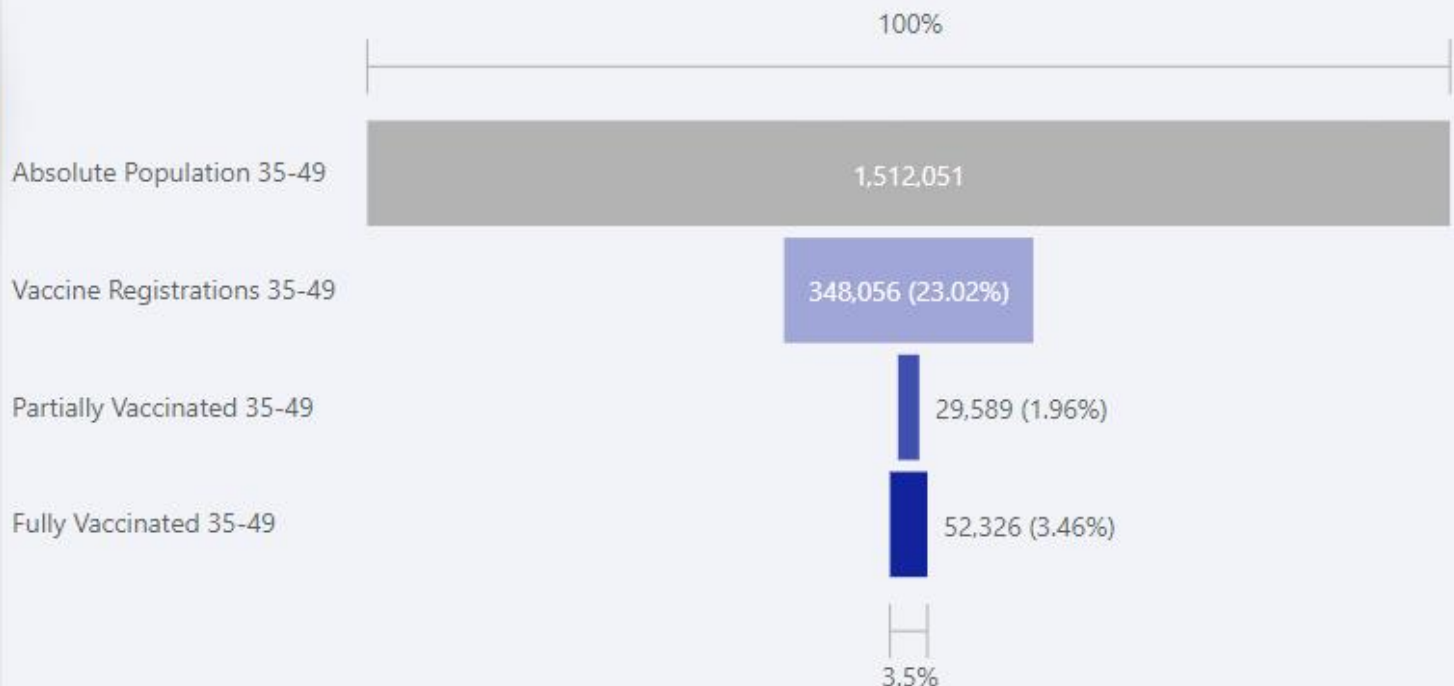 100%
Absolute Population 35-49
1,512,051
Vaccine Registrations 35-49
348,056 (23.02%)
Partially Vaccinated 35-49
29,589 (1.96%)
Fully Vaccinated 35-49
52,326 (3.46%)
3.5%